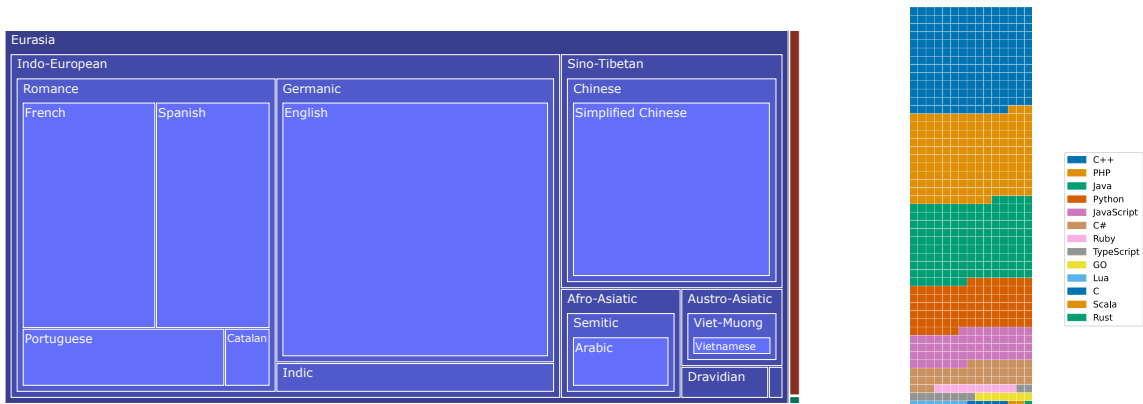 Eurasia
Indo-European
Romance
French
Spanish
Portuguese
Catalan
Germanic
English
Indic
Sino-Tibetan
Chinese
Simplified Chinese
Afro-Asiatic
Semitic
Arabic
Austro-Asiatic
Viet-Muong
Vietnamese
Dravidian
C++
PHP
Java
Python
JavaScript
C#
Ruby
TypeScript
GO
Lua
C
Scala
Rust